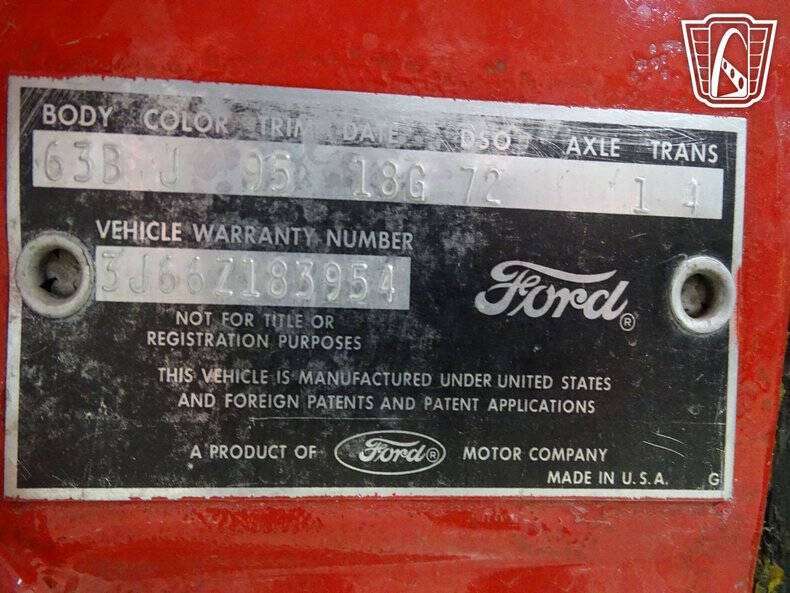 BODY COLOR TRIM DATE DSO AXLE TRANS
63B J 95 18G 72 1 4
VEHICLE WARRANTY NUMBER
3J66Z183954
Ford®
NOT FOR TITLE OR
REGISTRATION PURPOSES
THIS VEHICLE IS MANUFACTURED UNDER UNITED STATES
AND FOREIGN PATENTS AND PATENT APPLICATIONS
A PRODUCT OF Ford® MOTOR COMPANY
MADE IN U.S.A. G